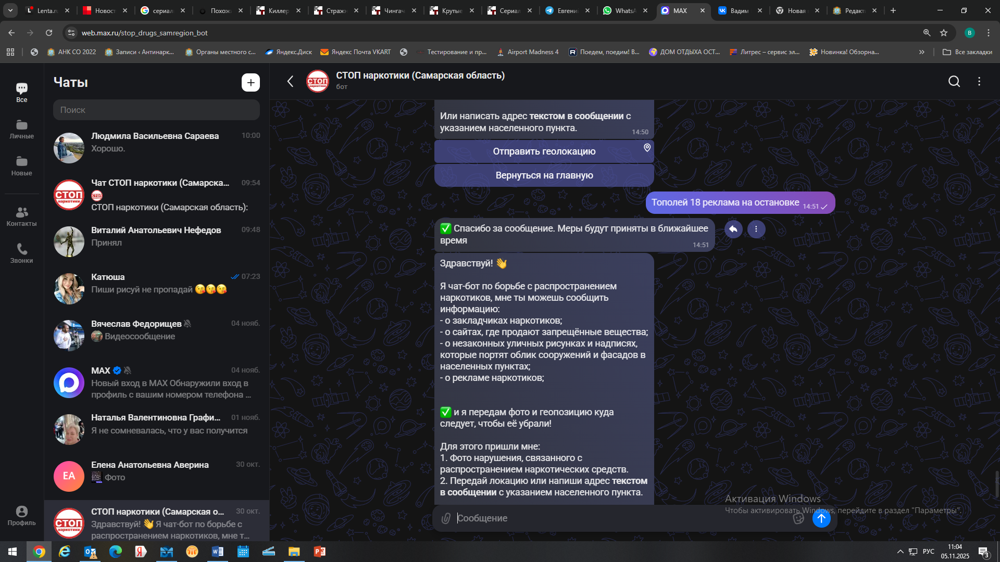 Lenta.ru
Новост
сериал
Похож
Киллер
Страж
Чингач
Крутые
Сериал
Евгени
WhatsA
MAX
Вадим
Новая
Редакт
web.max.ru/stop_drugs_samregion_bot
В
АНК СО 2022
Записи ‹ Антинарк...
Органы местного с...
Яндекс.Диск
Яндекс Почта VKART
Тестирование и пр...
Airport Madness 4
Поедем, поедим! В...
ДОМ ОТДЫХА ОСТ...
Литрес – сервис эл...
Новинка! Обзорна...
»
Все закладки
Все
Личные
Новые
Контакты
Звонки
Профиль
Чаты
Поиск
Людмила Васильевна Сараева 10:00
Хорошо.
Чат СТОП наркотики (Самарска... 09:54
СТОП наркотики (Самарская область):
Виталий Анатольевич Нефедов 09:48
Принял
Катюша 07:23
Пиши рисуй не пропадай 😘😘😘
Вячеслав Федорищев 04 нояб.
Видеосообщение
MAX 04 нояб.
Новый вход в MAX Обнаружили вход в
профиль с вашим номером телефона ...
Наталья Валентиновна Графи... 01 нояб.
Я не сомневалась, что у вас получится
ЕА
Елена Анатольевна Аверина 30 окт.
Фото
СТОП наркотики
СТОП наркотики (Самарская о... 30 окт.
Здравствуй! 👋 Я чат-бот по борьбе с
распространением наркотиков, мне т...
СТОП наркотики
СТОП наркотики (Самарская область)
бот
Или написать адрес текстом в сообщении с
указанием населенного пункта.
14:50
Отправить геолокацию
Вернуться на главную
Тополей 18 реклама на остановке 14:51
✅ Спасибо за сообщение. Меры будут приняты в ближайшее
время
14:51
Здравствуй! 👋
Я чат-бот по борьбе с распространением
наркотиков, мне ты можешь сообщить
информацию:
- о закладчиках наркотиков;
- о сайтах, где продают запрещённые вещества;
- о незаконных уличных рисунках и надписях,
которые портят облик сооружений и фасадов в
населенных пунктах;
- о рекламе наркотиков;
✅ и я передам фото и геопозицию куда
следует, чтобы её убрали!
Для этого пришли мне:
1. Фото нарушения, связанного с
распространением наркотических средств.
2. Передай локацию или напиши адрес текстом
в сообщении с указанием населенного пункта.
Сообщение
Активация Windows
Чтобы активировать Windows, перейдите в раздел "Параметры".
РУС
11:04
05.11.2025
3